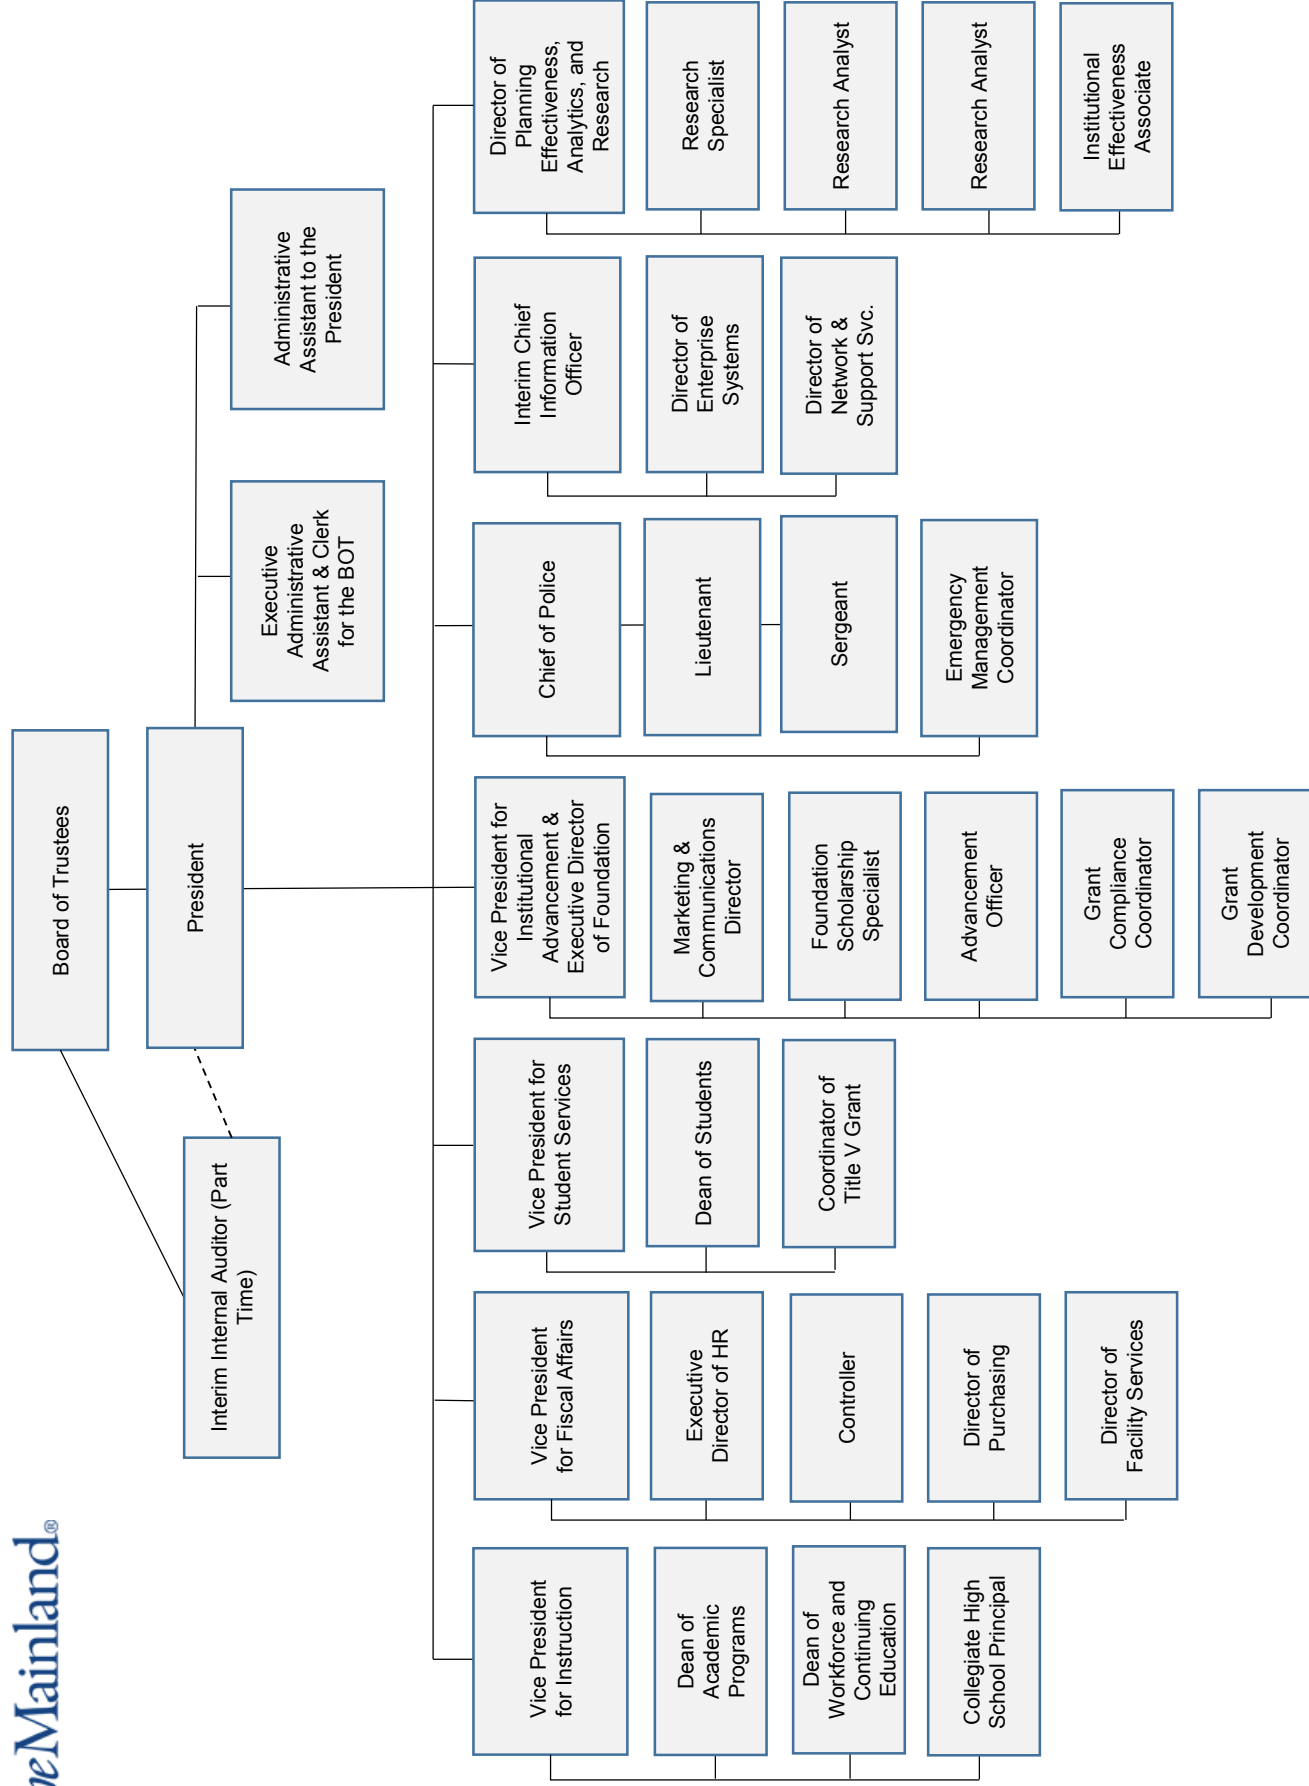 Mainland®
Board of Trustees
President
Interim Internal Auditor (Part
Time)
Executive
Administrative
Assistant & Clerk
for the BOT
Administrative
Assistant to the
President
Vice President
for Instruction
Dean of
Academic
Programs
Dean of
Workforce and
Continuing
Education
Collegiate High
School Principal
Vice President
for Fiscal Affairs
Executive
Director of HR
Controller
Director of
Purchasing
Director of
Facility Services
Vice President for
Student Services
Dean of Students
Coordinator of
Title V Grant
Vice President for
Institutional
Advancement &
Executive Director
of Foundation
Marketing &
Communications
Director
Foundation
Scholarship
Specialist
Advancement
Officer
Grant
Compliance
Coordinator
Grant
Development
Coordinator
Chief of Police
Lieutenant
Sergeant
Emergency
Management
Coordinator
Interim Chief
Information
Officer
Director of
Enterprise
Systems
Director of
Network &
Support Svc.
Director of
Planning
Effectiveness,
Analytics, and
Research
Research
Specialist
Research Analyst
Research Analyst
Institutional
Effectiveness
Associate